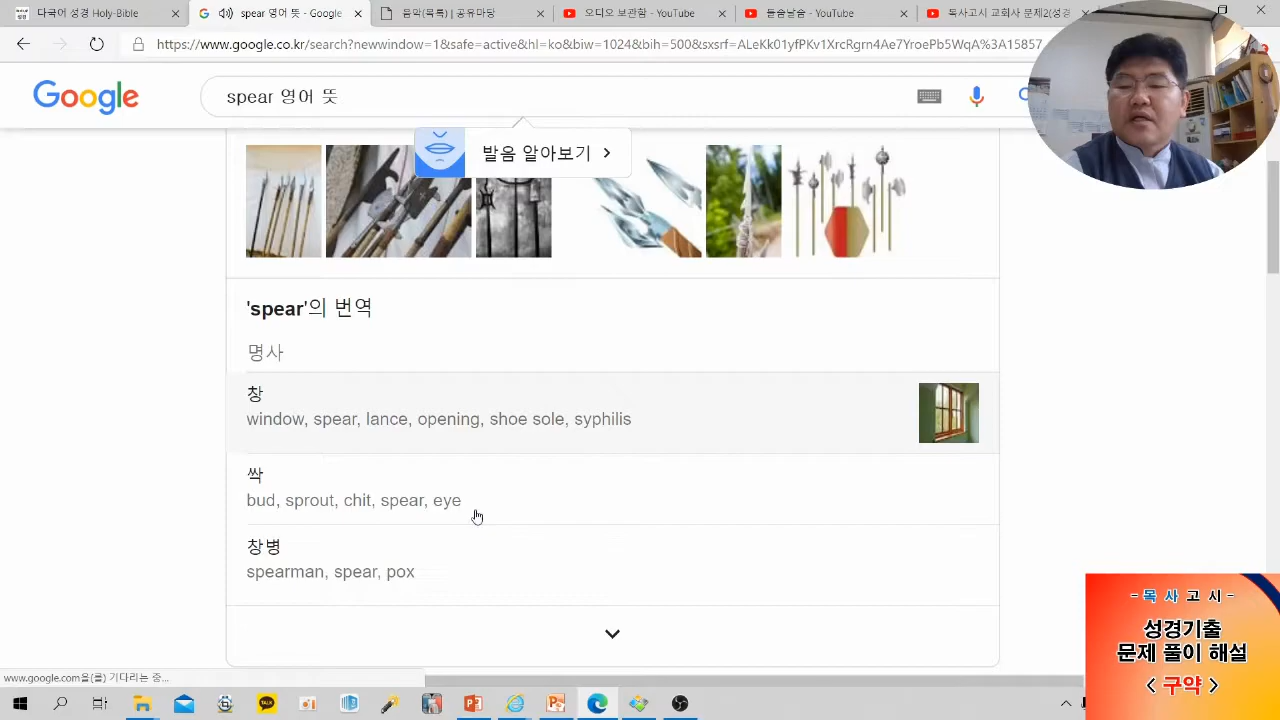 다국어 성경 Holy-Bible
spear 영어 뜻 - Google
음악(목록) | 공유마당
오디오 보관함 - YouTube
돌솜날솜 - YouTube
목사고시 교회사 문제2(성경
https://www.google.co.kr/search?newwindow=1&safe=active&hl=ko&biw=1024&bih=500&sxsrf=ALeKk01yfPKv1XrcRgrn4Ae7YroePb5WqA%3A15857
Google
spear 영어 뜻
발음 알아보기
'spear'의 번역
명사
창
window, spear, lance, opening, shoe sole, syphilis
싹
bud, sprout, chit, spear, eye
창병
spearman, spear, pox
www.google.com을(를) 기다리는 중...
- 목 사 고 시 -
성경기출
문제 풀이 해설
< 구약 >